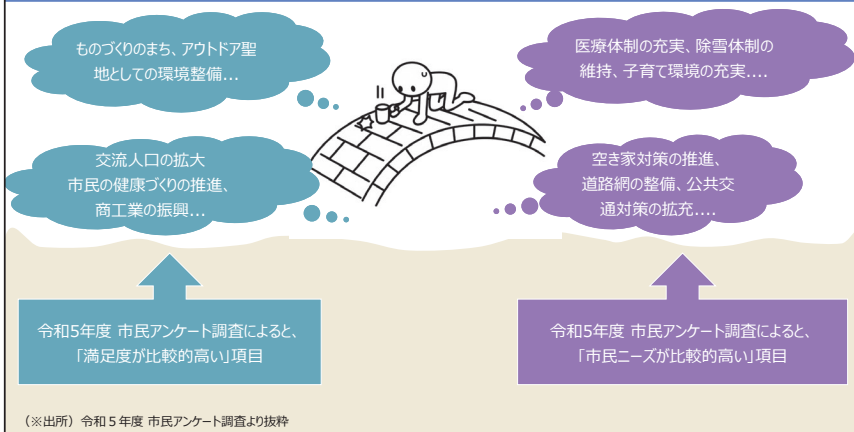 ものづくりのまち、アウトドア聖
地としての環境整備…
医療体制の充実、除雪体制の
維持、子育て環境の充実….
交流人口の拡大
市民の健康づくりの推進、
商工業の振興…
空き家対策の推進、
道路網の整備、公共交
通対策の拡充….
令和5年度 市民アンケート調査によると、
「満足度が比較的高い」項目
令和5年度 市民アンケート調査によると、
「市民ニーズが比較的高い」項目
(※出所) 令和5年度 市民アンケート調査より抜粋